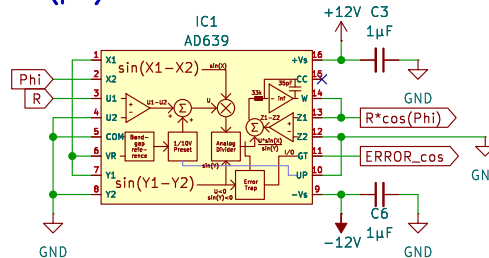 IC1
AD639
+12V
C3
1µF
GND
Phi
R
1
2
3
4
5
6
7
8
X1
X2
U1
U2
COM
VR
Y1
Y2
sin(X1-X2)
sin(X)
U1-U2
Σ
U
33k
35pf
Inf
Z1-Z2
Σ
U*sin(X)
sin(Y)
Band-
gap
refe-
rence
1/10V
Preset
Analog
Divider
sin(Y)
sin(Y1-Y2)
U<0
sin(Y)<0
Error
Trap
I/O
+Vs
CC
W
Z1
Z2
GT
UP
-Vs
16
15
14
13
12
11
10
9
R*cos(Phi)
ERROR_cos
C6
1µF
-12V
GND
GND